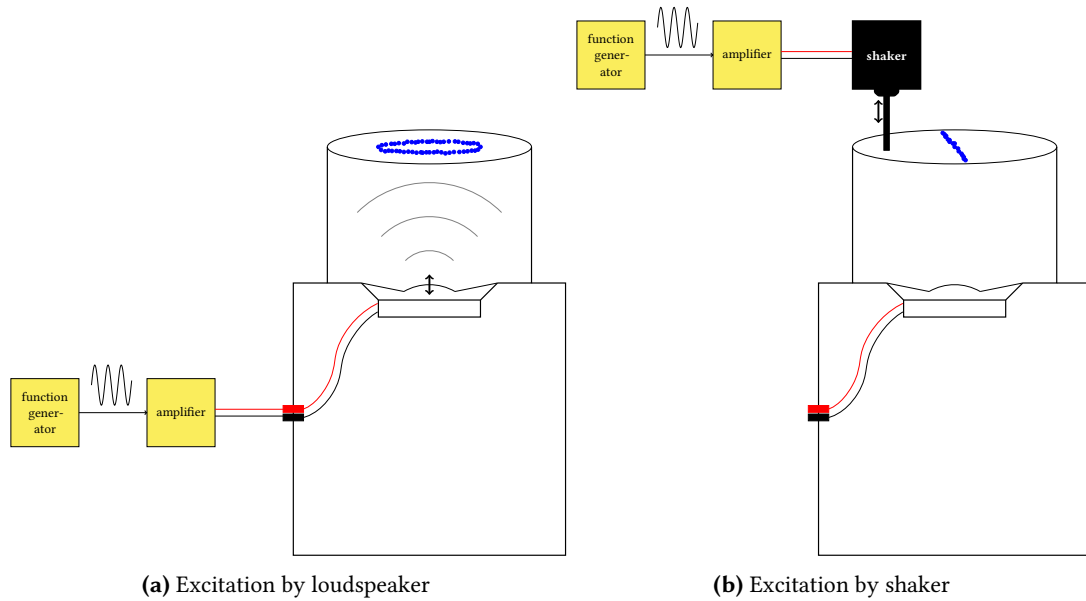 function
gener-
ator
amplifier
shaker
function
gener-
ator
amplifier
(a) Excitation by loudspeaker
(b) Excitation by shaker